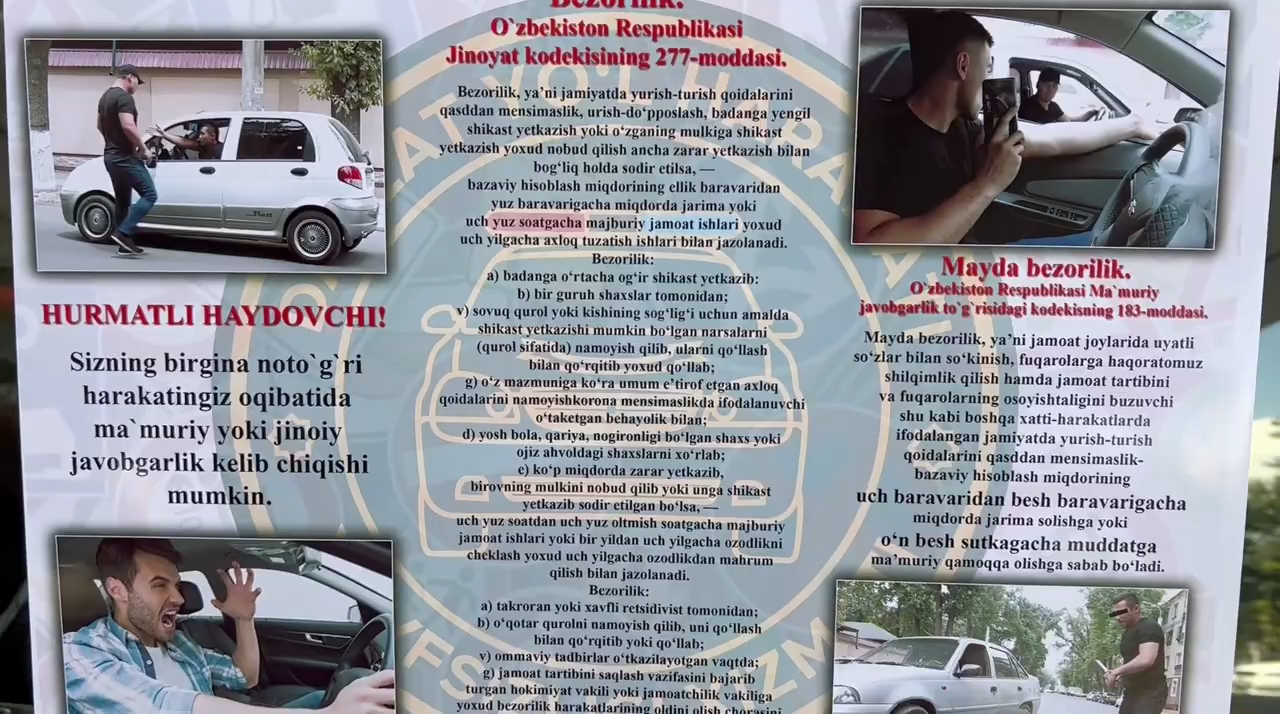 Bezorilik.
O`zbekiston Respublikasi
Jinoyat kodekisining 277-moddasi.
Bezorilik, ya’ni jamiyatda yurish-turish qoidalarini
qasddan mensimaslik, urish-do‘pposlash, badanga yengil
shikast yetkazish yoki o‘zganing mulkiga shikast
yetkazish yoxud nobud qilish ancha zarar yetkazish bilan
bog‘liq holda sodir etilsa, —
bazaviy hisoblash miqdorining ellik baravaridan
yuz baravarigacha miqdorda jarima yoki
uch yuz soatgacha majburiy jamoat ishlari yoxud
uch yilgacha axloq tuzatish ishlari bilan jazolanadi.
Bezorilik:
a) badanga o‘rtacha og‘ir shikast yetkazib:
b) bir guruh shaxslar tomonidan;
v) sovuq qurol yoki kishining sog‘lig‘i uchun amalda
shikast yetkazishi mumkin bo‘lgan narsalarni
(qurol sifatida) namoyish qilib, ularni qo‘llash
bilan qo‘rqitib yoxud qo‘llab;
g) o‘z mazmuniga ko‘ra umum e’tirof etgan axloq
qoidalarini namoyishkorona mensimaslikda ifodalanuvchi
o‘taketgan behayolik bilan;
d) yosh bola, qariya, nogironligi bo‘lgan shaxs yoki
ojiz ahvoldagi shaxslarni xo‘rlab;
e) ko‘p miqdorda zarar yetkazib,
birovning mulkini nobud qilib yoki unga shikast
yetkazib sodir etilgan bo‘lsa, —
uch yuz soatdan uch yuz oltmish soatgacha majburiy
jamoat ishlari yoki bir yildan uch yilgacha ozodlikni
cheklash yoxud uch yilgacha ozodlikdan mahrum
qilish bilan jazolanadi.
Bezorilik:
a) takroran yoki xavfli retsidivist tomonidan;
b) o‘qotar qurolni namoyish qilib, uni qo‘llash
bilan qo‘rqitib yoki qo‘llab;
v) ommaviy tadbirlar o‘tkazilayotgan vaqtda;
g) jamoat tartibini saqlash vazifasini bajarib
turgan hokimiyat vakili yoki jamoatchilik vakiliga
yoxud bezorilik harakatlarining oldini olish chorasini
HURMATLI HAYDOVCHI!
Sizning birgina noto`g`ri
harakatingiz oqibatida
ma`muriy yoki jinoiy
javobgarlik kelib chiqishi
mumkin.
Mayda bezorilik.
O`zbekiston Respublikasi Ma`muriy
javobgarlik to`g`risidagi kodekisning 183-moddasi.
Mayda bezorilik, ya’ni jamoat joylarida uyatli
so‘zlar bilan so‘kinish, fuqarolarga haqoratomuz
shilqimlik qilish hamda jamoat tartibini
va fuqarolarning osoyishtaligini buzuvchi
shu kabi boshqa xatti-harakatlarda
ifodalangan jamiyatda yurish-turish
qoidalarini qasddan mensimaslik-
bazaviy hisoblash miqdorining
uch baravaridan besh baravarigacha
miqdorda jarima solishga yoki
o‘n besh sutkagacha muddatga
ma’muriy qamoqqa olishga sabab bo‘ladi.